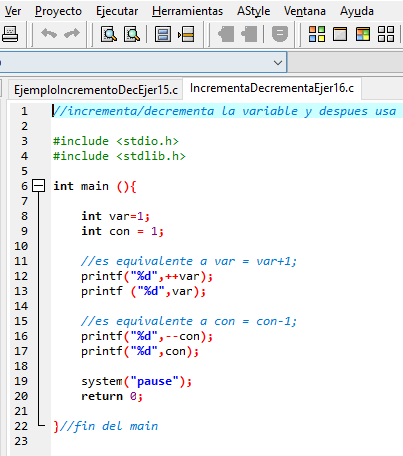 Ver Proyecto Ejecutar Herramientas AStyle Ventana Ayuda
EjemploIncrementoDecEjer15.c IncrementaDecrementaEjer16.c
1 //incrementa/decrementa la variable y despues usa
2
3 #include <stdio.h>
4 #include <stdlib.h>
5
6 int main (){
7
8 int var=1;
9 int con = 1;
10
11 //es equivalente a var = var+1;
12 printf("%d",++var);
13 printf ("%d",var);
14
15 //es equivalente a con = con-1;
16 printf("%d",--con);
17 printf("%d",con);
18
19 system("pause");
20 return 0;
21
22 }//fin del main
23